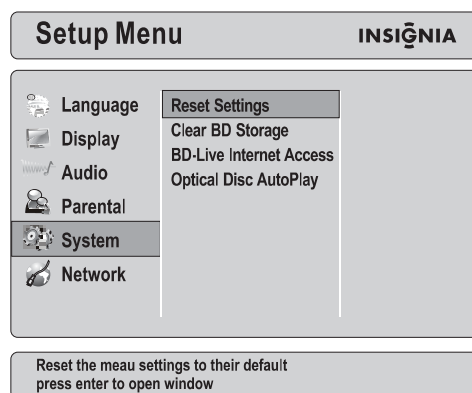 Setup Menu
INSIGNIA
Language
Display
Audio
Parental
System
Network
Reset Settings
Clear BD Storage
BD-Live Internet Access
Optical Disc AutoPlay
Reset the meau settings to their default
press enter to open window